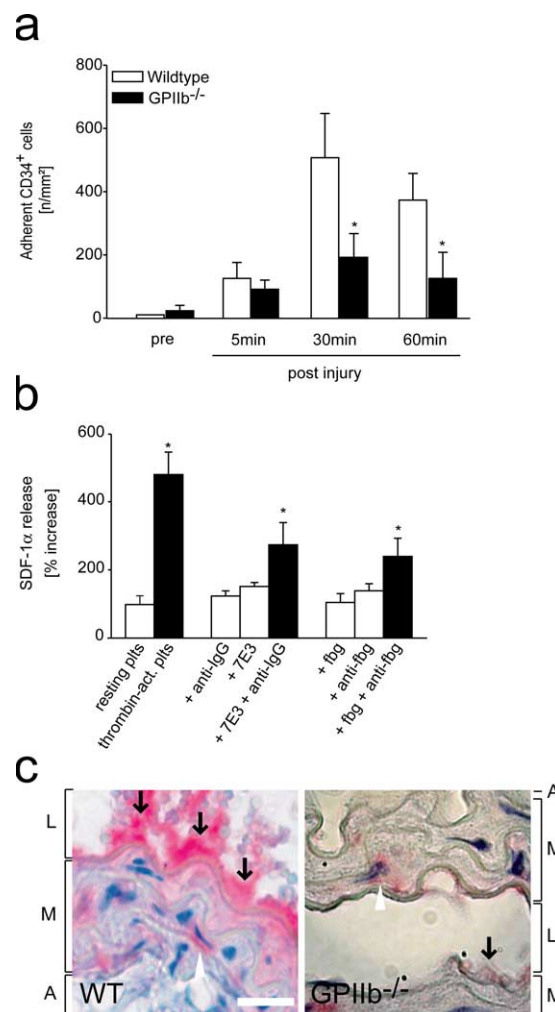 a
800
600
400
200
0
Adherent CD34+ cells
[n/mm²]
Wildtype
GPIIb-/-
*
*
pre
5min
30min
60min
post injury
b
600
400
200
0
SDF-1α release
[% increase]
*
*
*
resting plts
thrombin-act. plts
+ anti-IgG
+ 7E3
+ 7E3 + anti-IgG
+ fbg
+ anti-fbg
+ fbg + anti-fbg
c
L
M
A
WT
GPIIb-/-
A
M
L
M